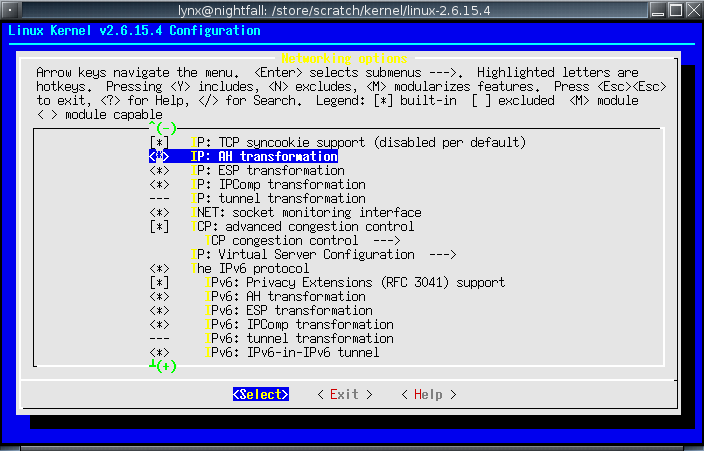 lynx@nightfall: /store/scratch/kernel/linux-2.6.15.4
Linux Kernel v2.6.15.4 Configuration
Networking options
Arrow keys navigate the menu.  <Enter> selects submenus --->.  Highlighted letters are
hotkeys.  Pressing <Y> includes, <N> excludes, <M> modularizes features.  Press <Esc><Esc>
to exit, <?> for Help, </> for Search.  Legend: [*] built-in  [ ] excluded  <M> module
< > module capable
^(-)
[*]   IP: TCP syncookie support (disabled per default)
<*>   IP: AH transformation
<*>   IP: ESP transformation
<*>   IP: IPComp transformation
---   IP: tunnel transformation
<*>   INET: socket monitoring interface
[*]   TCP: advanced congestion control
TCP congestion control  --->
IP: Virtual Server Configuration  --->
<*>   The IPv6 protocol
[*]     IPv6: Privacy Extensions (RFC 3041) support
<*>     IPv6: AH transformation
<*>     IPv6: ESP transformation
<*>     IPv6: IPComp transformation
---     IPv6: tunnel transformation
<*>     IPv6: IPv6-in-IPv6 tunnel
┴(+)
<Select>    < Exit >    < Help >